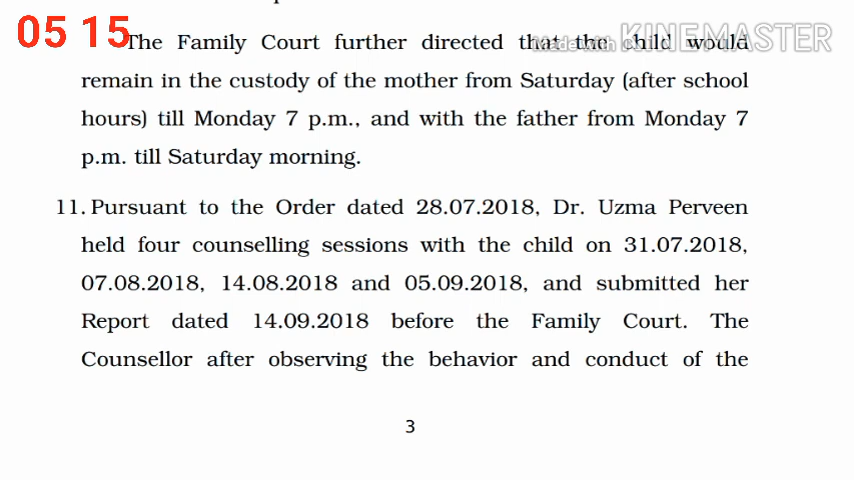 05 15
Made with KINEMASTER
The Family Court further directed that the child would
remain in the custody of the mother from Saturday (after school
hours) till Monday 7 p.m., and with the father from Monday 7
p.m. till Saturday morning.
11. Pursuant to the Order dated 28.07.2018, Dr. Uzma Perveen
held four counselling sessions with the child on 31.07.2018,
07.08.2018, 14.08.2018 and 05.09.2018, and submitted her
Report dated 14.09.2018 before the Family Court. The
Counsellor after observing the behavior and conduct of the
3